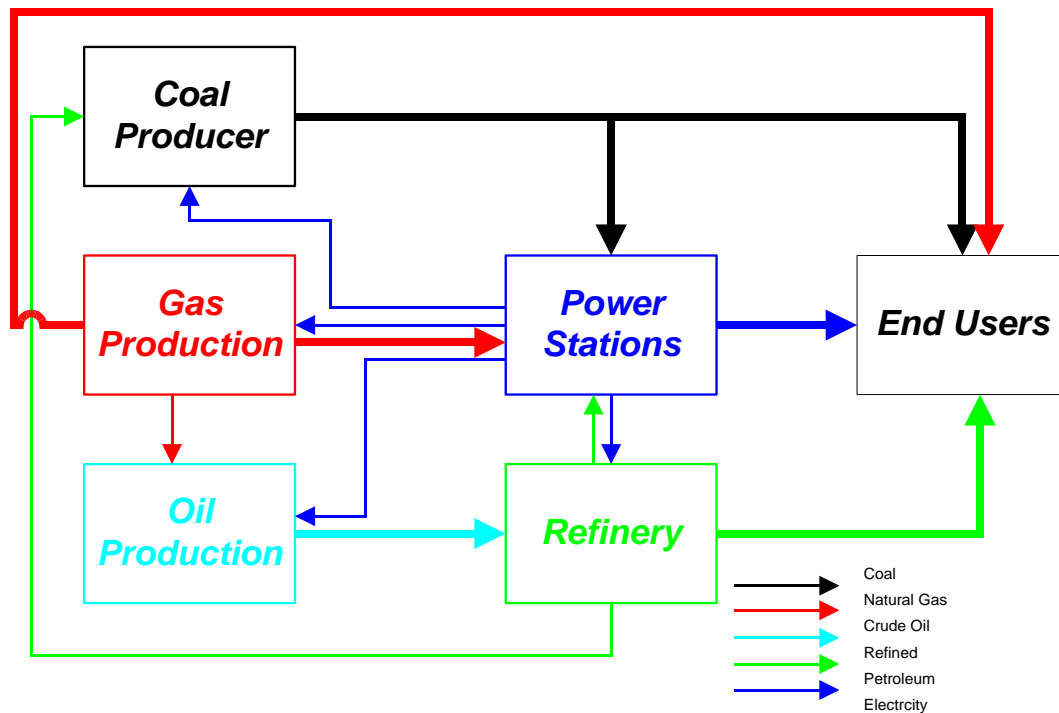 Coal
Producer
Gas
Production
Power
Stations
End Users
Oil
Production
Refinery
Coal
Natural Gas
Crude Oil
Refined
Petroleum
Electrcity